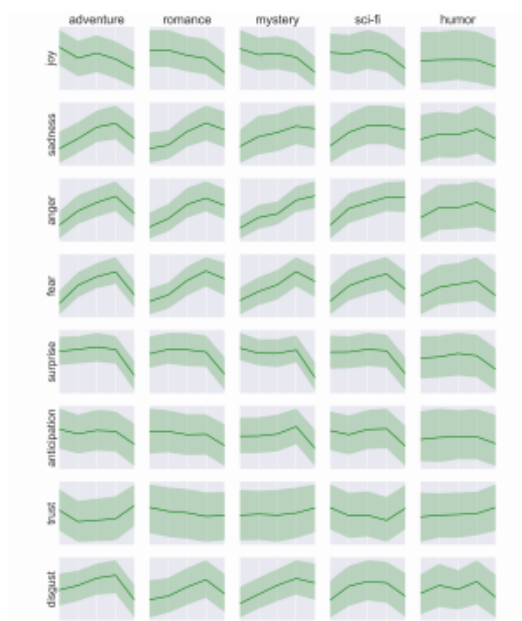 adventure romance mystery sci-fi humor
joy
sadness
anger
fear
surprise
anticipation
trust
disgust